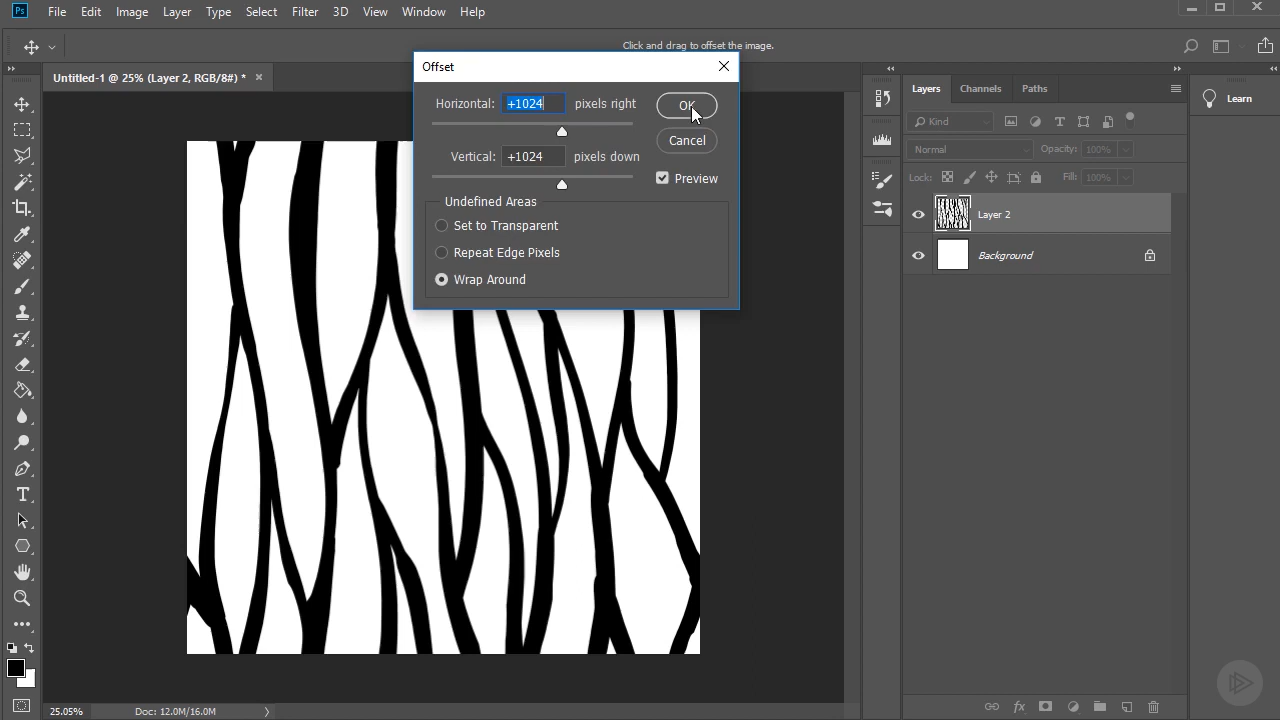 Ps File Edit Image Layer Type Select Filter 3D View Window Help
Click and drag to offset the image.
Untitled-1 @ 25% (Layer 2, RGB/8#) * ×
Offset
Horizontal: +1024 pixels right
OK
Vertical: +1024 pixels down
Cancel
Preview
Undefined Areas
Set to Transparent
Repeat Edge Pixels
Wrap Around
Layers Channels Paths
Kind
Normal Opacity: 100%
Lock: Fill: 100%
Layer 2
Background
Learn
25.05% Doc: 12.0M/16.0M